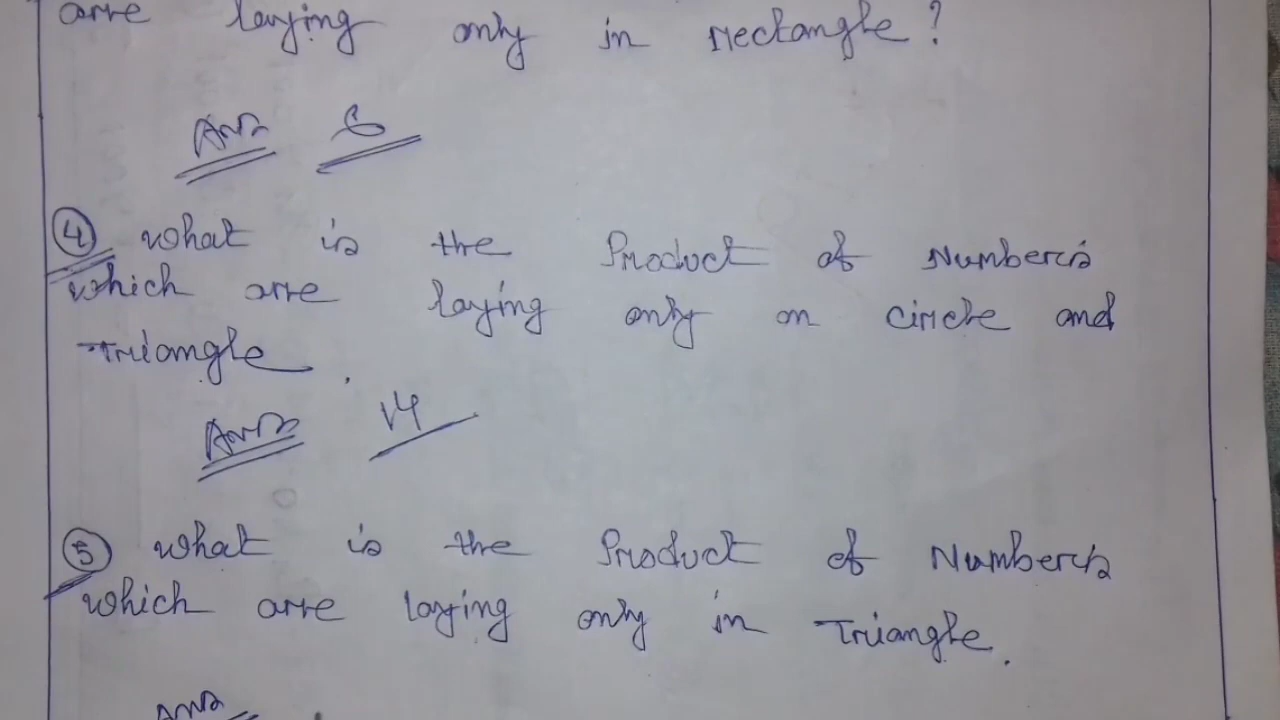 are laying only in rectangle?
Ans
④ What is the Product of Numbers
which are laying only on circle and
Triangle.
Ans 14
⑤ What is the Product of Numbers
which are laying only in Triangle.
Ans